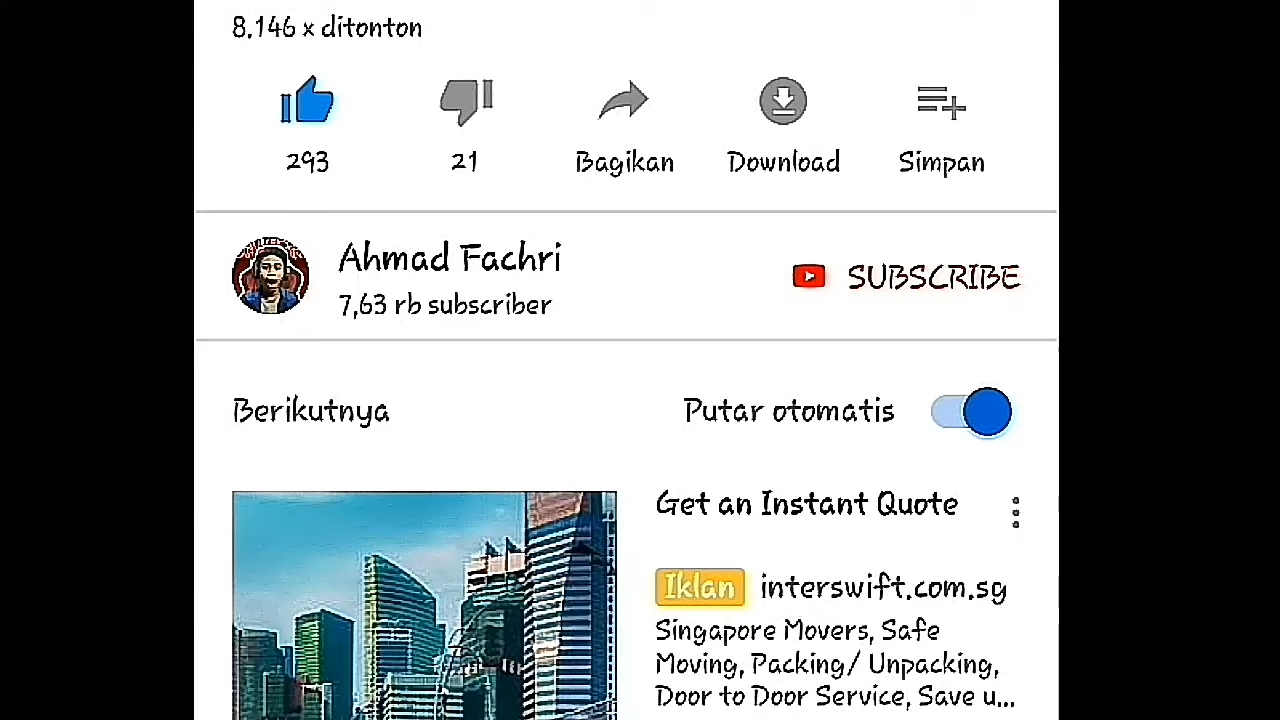 8.146 x ditonton
293
21
Bagikan
Download
Simpan
Ahmad Fachri
7,63 rb subscriber
SUBSCRIBE
Berikutnya
Putar otomatis
Get an Instant Quote
Iklan interswift.com.sg
Singapore Movers, Safe
Moving, Packing/ Unpacking,
Door to Door Service, Save u...